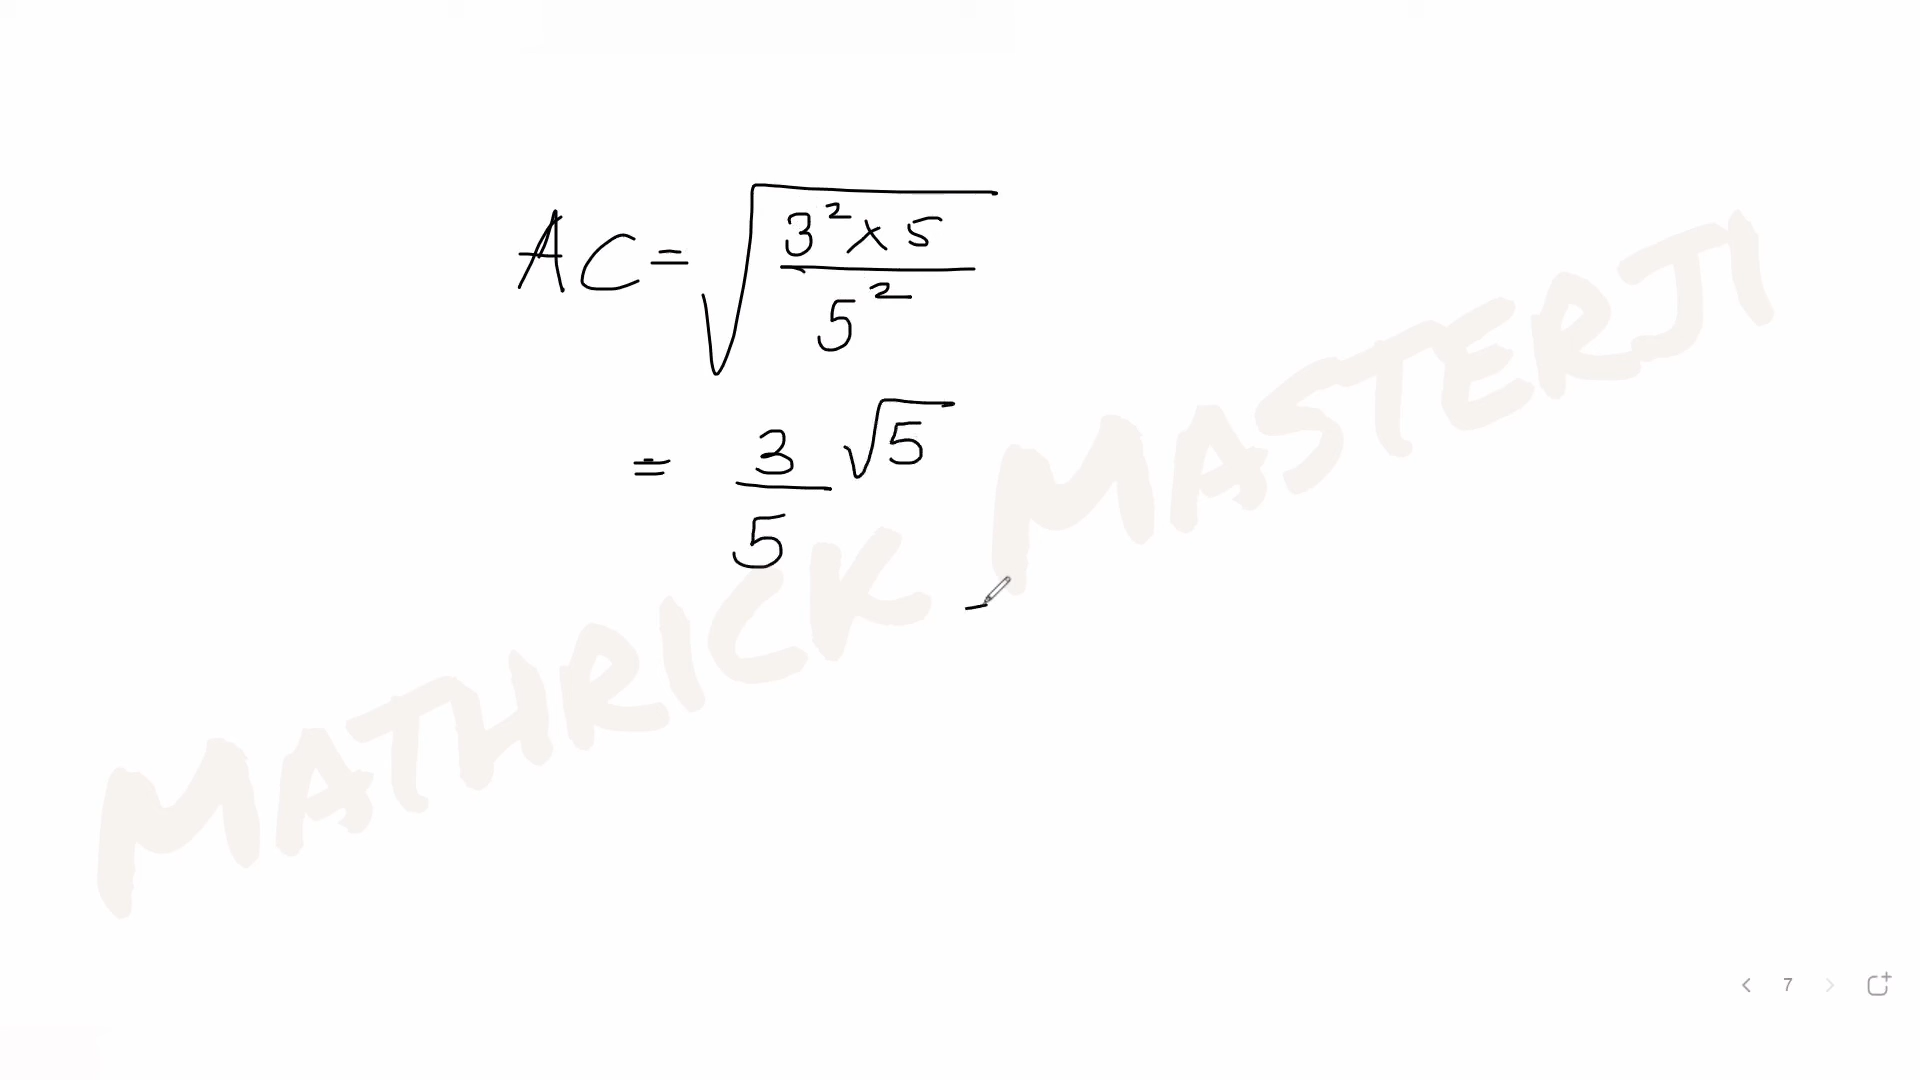 AC = √(3² × 5 / 5²)
= 3/5 √5
MATHRICK MASTERJI
7